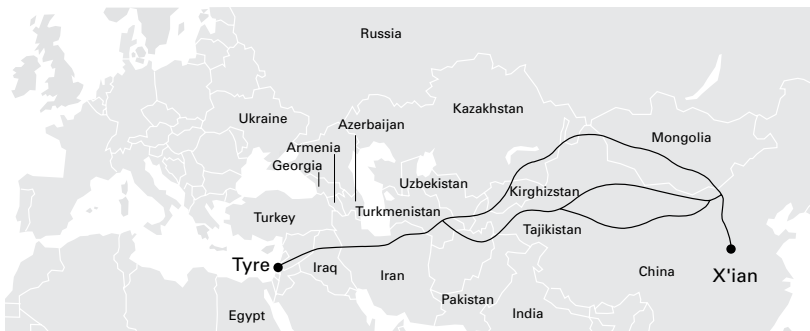 Russia
Kazakhstan
Ukraine
Azerbaijan
Mongolia
Armenia
Georgia
Uzbekistan
Kirghizstan
Turkey
Turkmenistan
Tajikistan
Tyre
Iraq
Iran
China
X'ian
Pakistan
Egypt
India